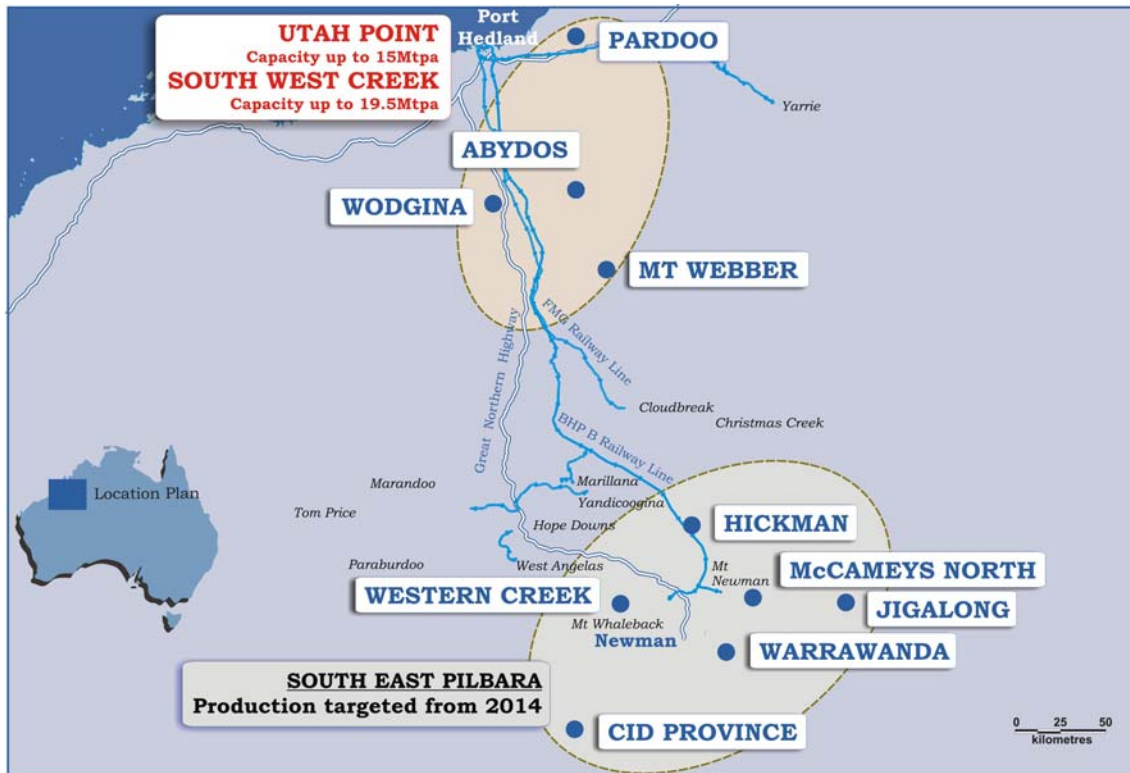 Port
Hedland
UTAH POINT
Capacity up to 15Mtpa
SOUTH WEST CREEK
Capacity up to 19.5Mtpa
PARDOO
Yarrie
ABYDOS
WODGINA
MT WEBBER
FMG Railway Line
Great Northern Highway
Cloudbreak
Christmas Creek
BHP B Railway Line
Marandoo
Marillana
Yandicoogina
Location Plan
Tom Price
Hope Downs
HICKMAN
Paraburdoo
West Angelas
Mt
Newman
McCAMEYS NORTH
WESTERN CREEK
JIGALONG
Mt Whaleback
Newman
WARRAWANDA
SOUTH EAST PILBARA
Production targeted from 2014
CID PROVINCE
0 25 50
kilometres